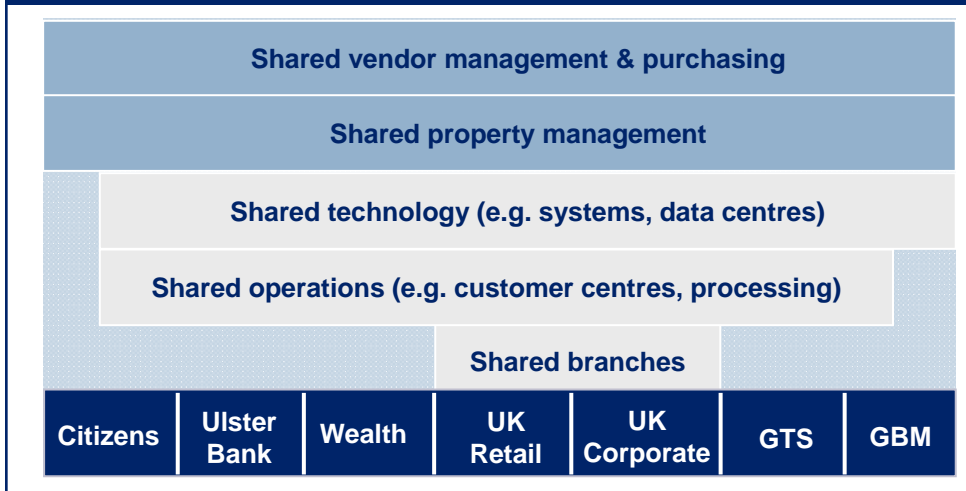 Shared vendor management & purchasing
Shared property management
Shared technology (e.g. systems, data centres)
Shared operations (e.g. customer centres, processing)
Shared branches
Citizens
Ulster
Bank
Wealth
UK
Retail
UK
Corporate
GTS
GBM